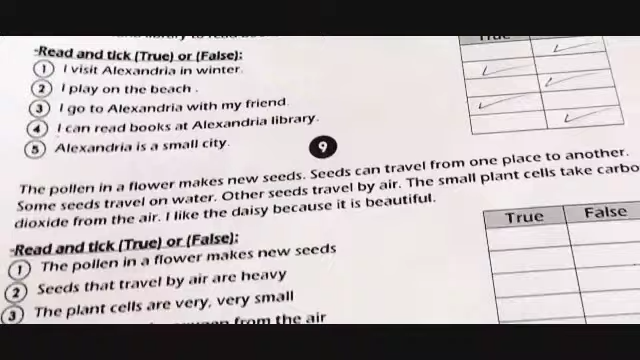 True
-Read and tick (True) or (False):
1 I visit Alexandria in winter.
2 I play on the beach .
3 I go to Alexandria with my friend.
4 I can read books at Alexandria library.
5 Alexandria is a small city.
9
The pollen in a flower makes new seeds. Seeds can travel from one place to another.
Some seeds travel on water. Other seeds travel by air. The small plant cells take carbo
dioxide from the air. I like the daisy because it is beautiful.
True False
-Read and tick (True) or (False):
1 The pollen in a flower makes new seeds
2 Seeds that travel by air are heavy
3 The plant cells are very, very small
from the air